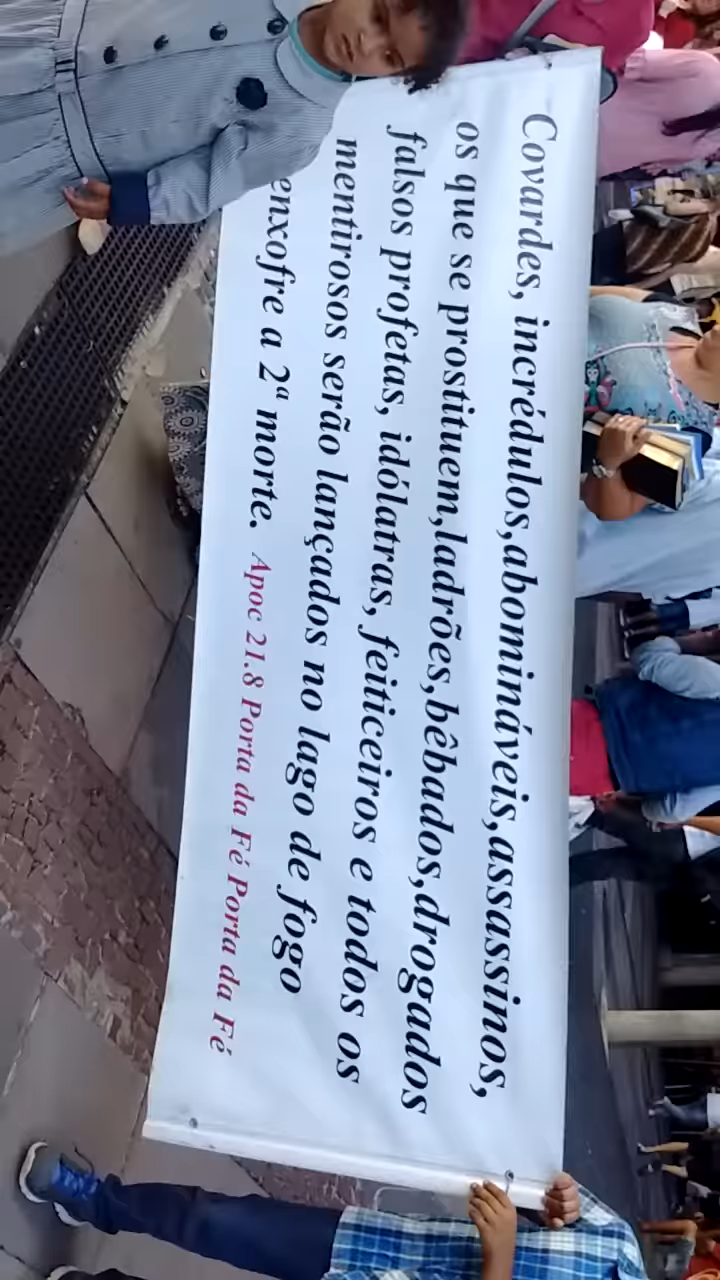 Covardes, incrédulos,abomináveis,assassinos,
os que se prostituem,ladrões,bêbados,drogados
falsos profetas, idólatras, feiticeiros e todos os
mentirosos serão lançados no lago de fogo
enxofre a 2ª morte. Apoc 21.8 Porta da Fé Porta da Fé